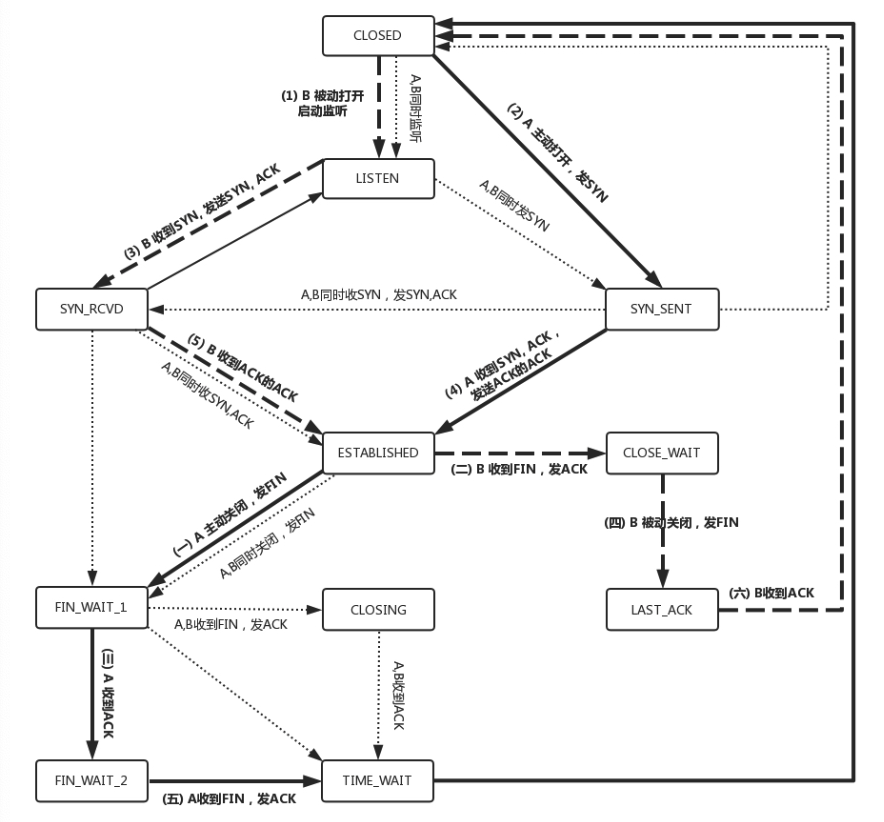 CLOSED
(1) B 被动打开
启动监听
A,B同时监听
(2) A 主动打开，发SYN
LISTEN
(3) B 收到SYN, 发送SYN, ACK
A,B同时发SYN
A,B同时收SYN，发SYN,ACK
SYN_RCVD
SYN_SENT
(5) B 收到ACK的ACK
A,B同时收SYN,ACK
(4) A 收到SYN, ACK，
发送ACK的ACK
ESTABLISHED
CLOSE_WAIT
(二) B 收到FIN，发ACK
(一) A 主动关闭，发FIN
A,B同时关闭，发FIN
(四) B 被动关闭，发FIN
FIN_WAIT_1
CLOSING
LAST_ACK
(六) B收到ACK
A,B收到FIN，发ACK
(三) A 收到ACK
A,B收到ACK
FIN_WAIT_2
TIME_WAIT
(五) A收到FIN，发ACK